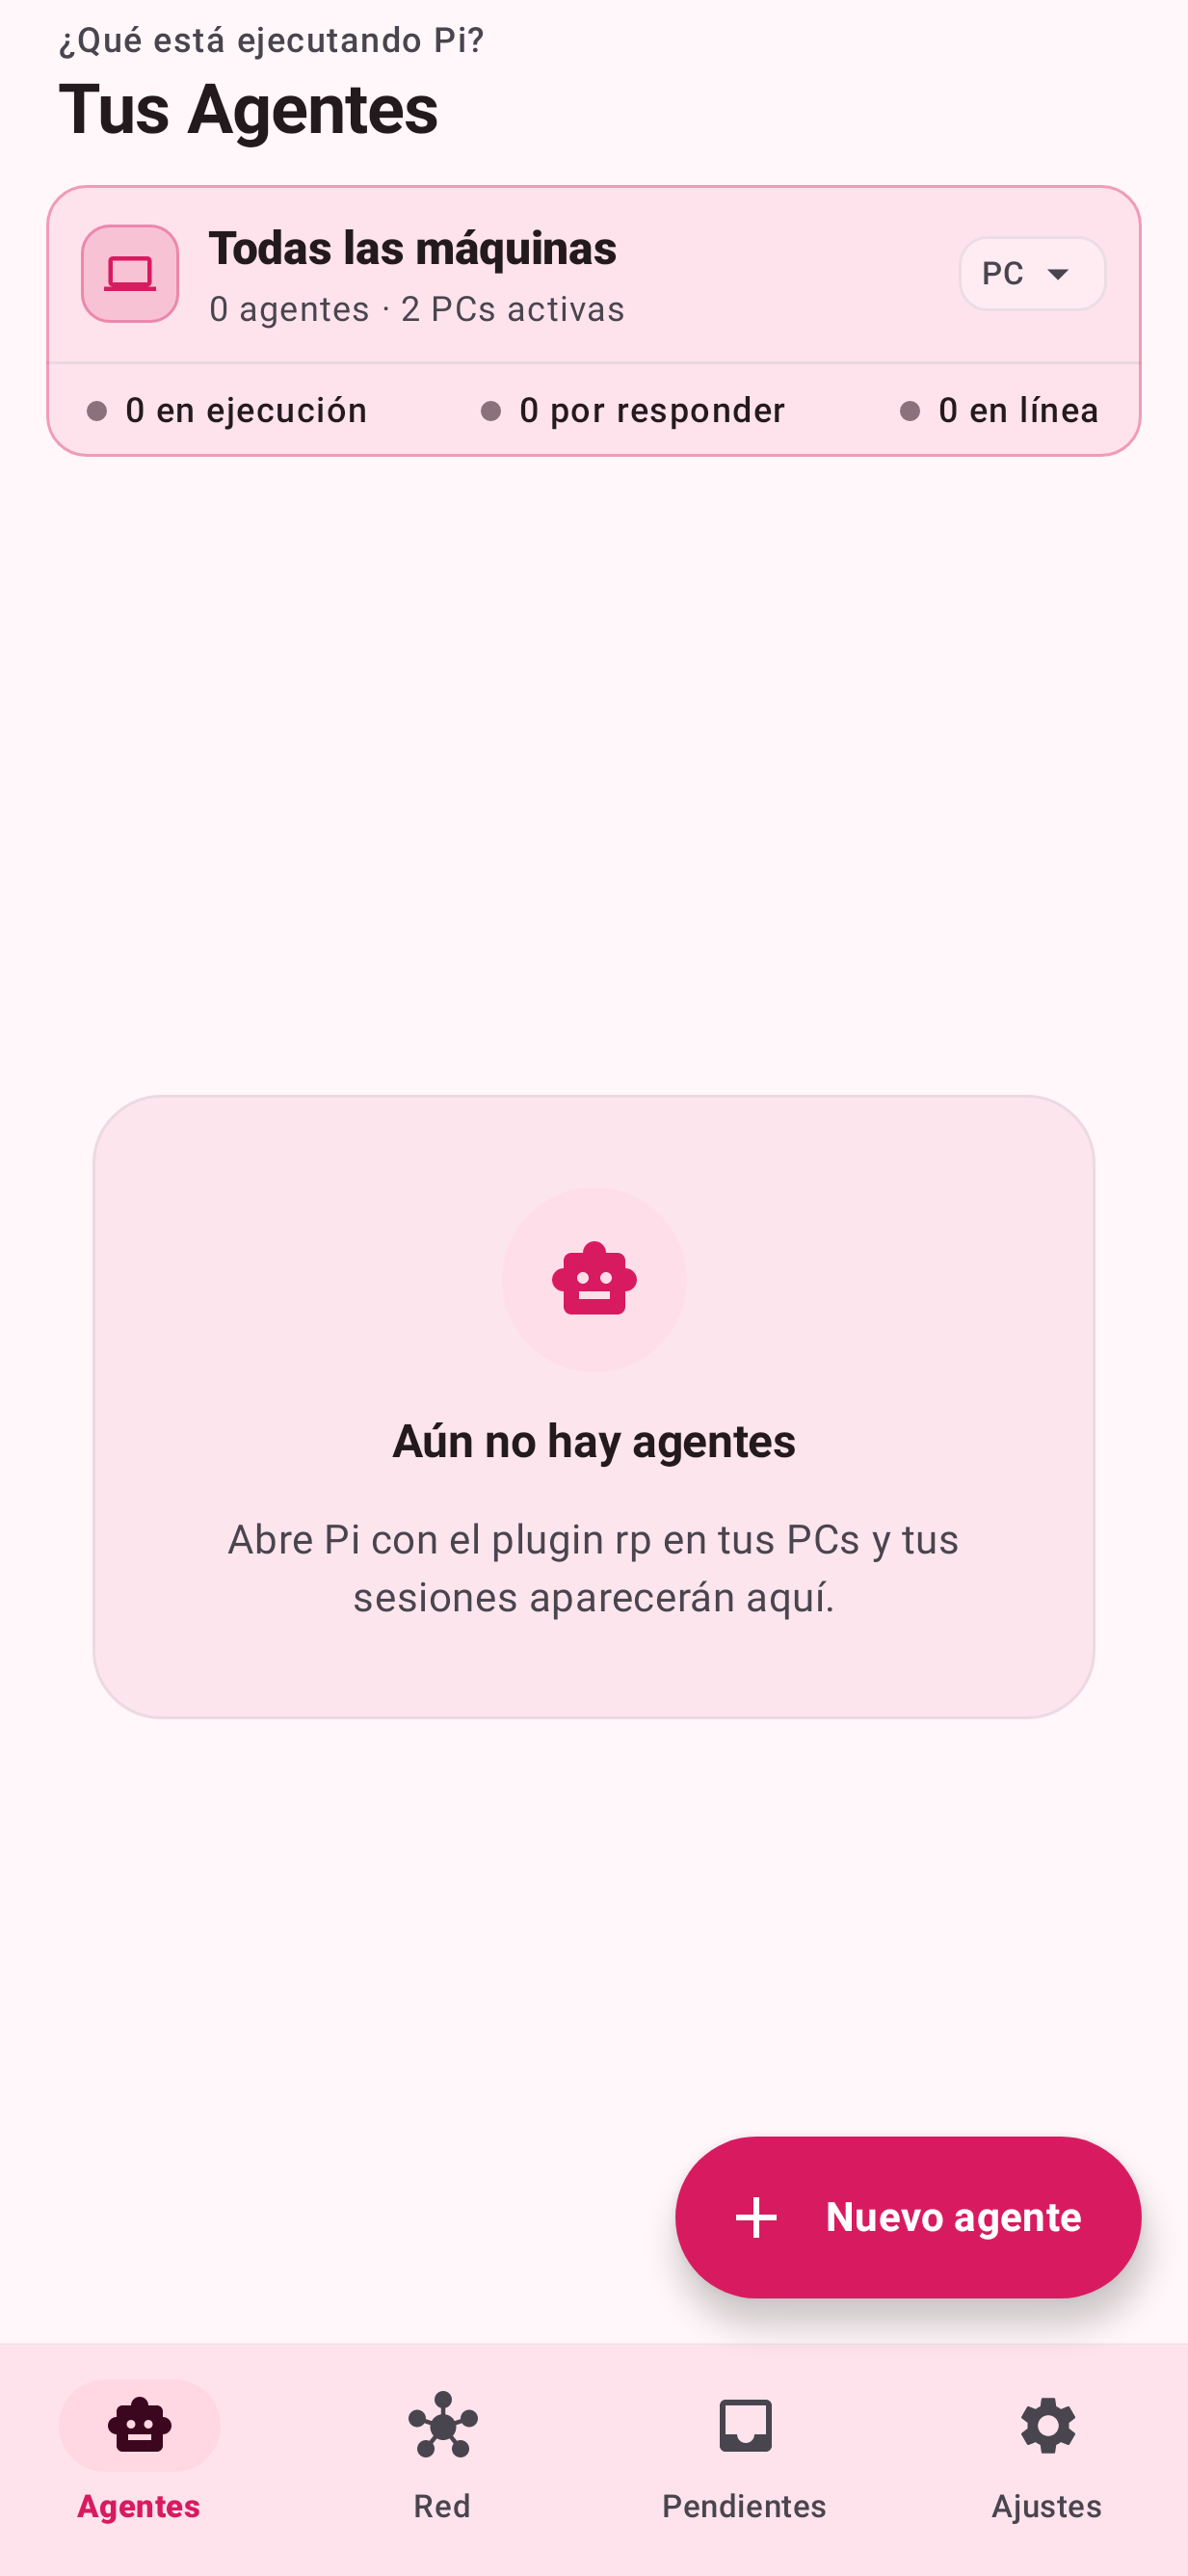 ¿Qué está ejecutando Pi?
Tus Agentes
Todas las máquinas
0 agentes · 2 PCs activas
PC
0 en ejecución
0 por responder
0 en línea
Aún no hay agentes
Abre Pi con el plugin rp en tus PCs y tus
sesiones aparecerán aquí.
Nuevo agente
Agentes
Red
Pendientes
Ajustes